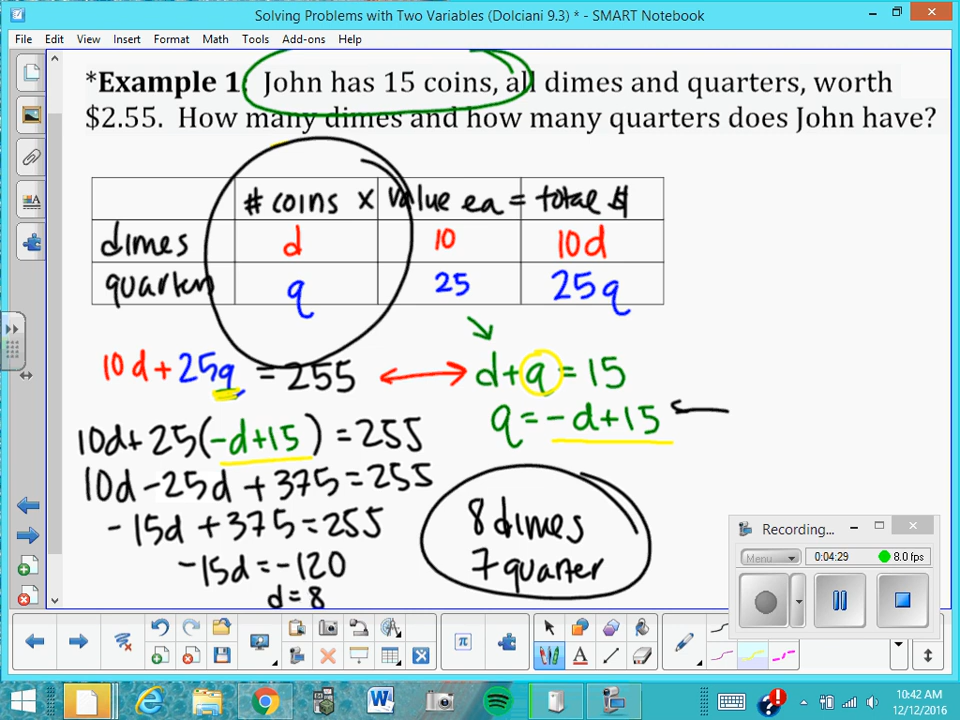 Solving Problems with Two Variables (Dolciani 9.3) * - SMART Notebook
File Edit View Insert Format Math Tools Add-ons Help
*Example 1: John has 15 coins, all dimes and quarters, worth
$2.55. How many dimes and how many quarters does John have?
# coins x value ea = total $
dimes d 10 10d
quarters q 25 25q
10d + 25q = 255
d + q = 15
q = -d + 15
10d + 25(-d+15) = 255
10d - 25d + 375 = 255
-15d + 375 = 255
-15d = -120
d = 8
8 dimes
7 quarter
Recording...
Menu 0:04:29 8.0 fps
π
A
10:42 AM
12/12/2016